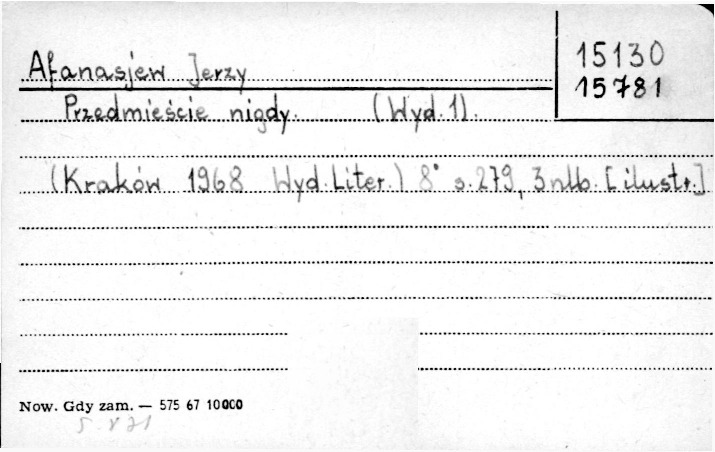 15130
15781
Afanasjew Jerzy
Przedmieście nigdy. (Wyd. 1).
(Kraków 1968 Wyd. Liter.) 8° s. 279, 3 nlb. [ilustr.]
Now. Gdy zam. — 575 67 10000